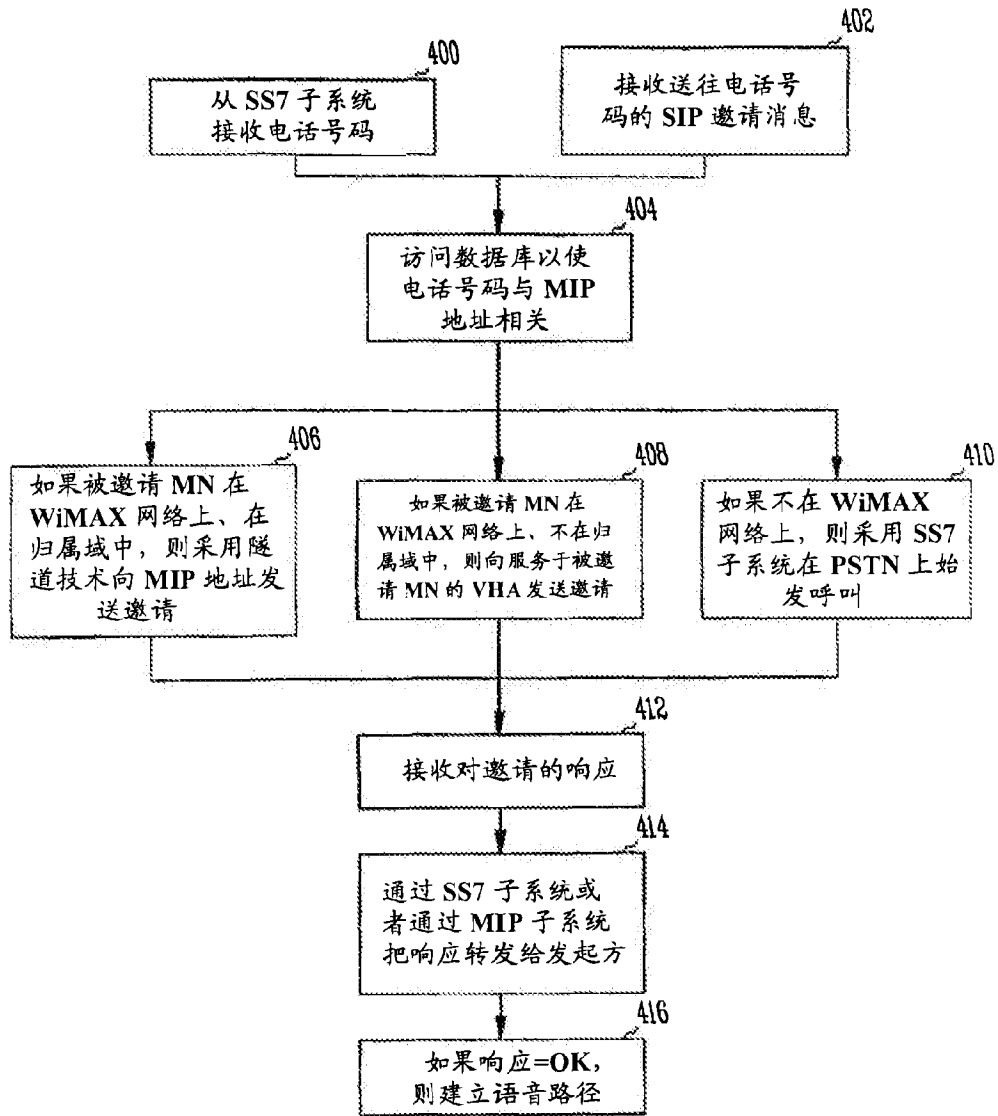 400
从 SS7 子系统
接收电话号码
402
接收送往电话号
码的 SIP 邀请消息
404
访问数据库以使
电话号码与 MIP
地址相关
406
如果被邀请 MN 在
WiMAX 网络上、在
归属域中，则采用隧
道技术向 MIP 地址发
送邀请
408
如果被邀请 MN 在
WiMAX 网络上、不在归
属域中，则向服务于被邀
请 MN 的 VHA 发送邀请
410
如果不在 WiMAX
网络上，则采用 SS7
子系统在 PSTN 上始
发呼叫
412
接收对邀请的响应
414
通过 SS7 子系统或
者通过 MIP 子系统
把响应转发给发起方
416
如果响应=OK，
则建立语音路径